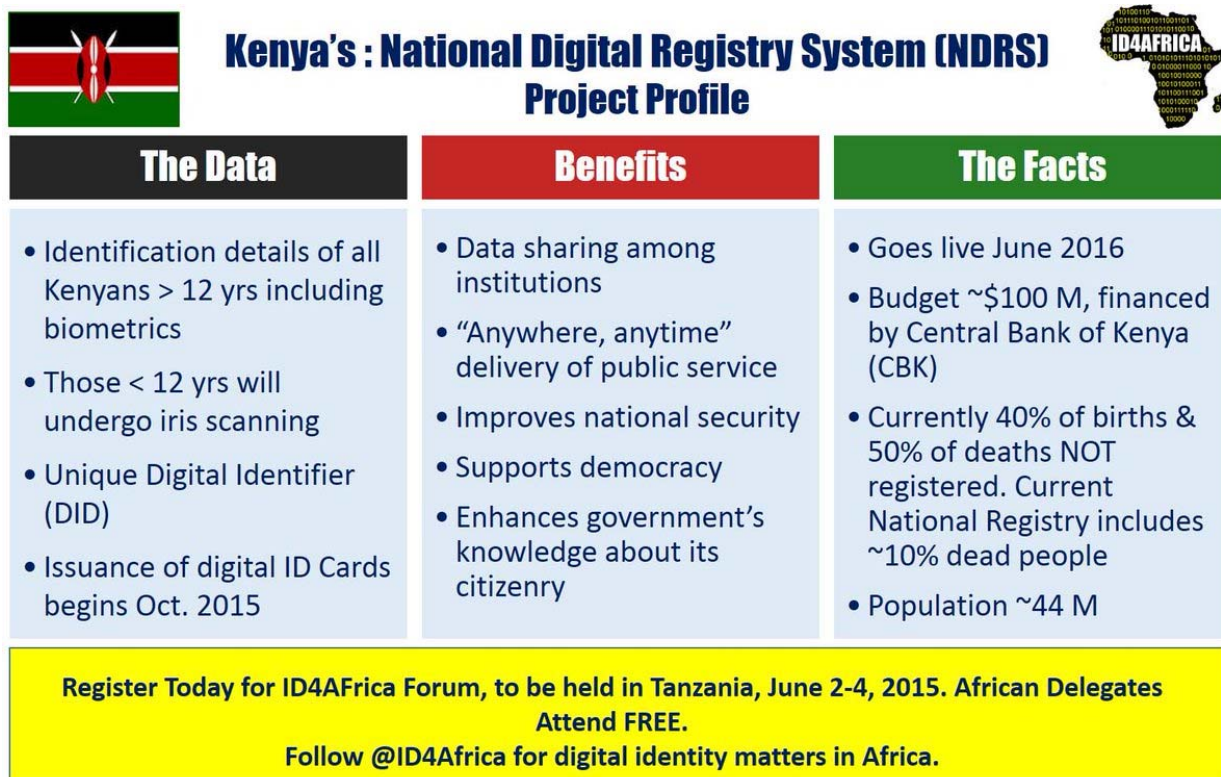 Kenya's : National Digital Registry System (NDRS)
Project Profile
ID4AFRICA
The Data
• Identification details of all
Kenyans > 12 yrs including
biometrics
• Those < 12 yrs will
undergo iris scanning
• Unique Digital Identifier
(DID)
• Issuance of digital ID Cards
begins Oct. 2015
Benefits
• Data sharing among
institutions
• “Anywhere, anytime”
delivery of public service
• Improves national security
• Supports democracy
• Enhances government’s
knowledge about its
citizenry
The Facts
• Goes live June 2016
• Budget ~$100 M, financed
by Central Bank of Kenya
(CBK)
• Currently 40% of births &
50% of deaths NOT
registered. Current
National Registry includes
~10% dead people
• Population ~44 M
Register Today for ID4AFrica Forum, to be held in Tanzania, June 2-4, 2015. African Delegates
Attend FREE.
Follow @ID4Africa for digital identity matters in Africa.